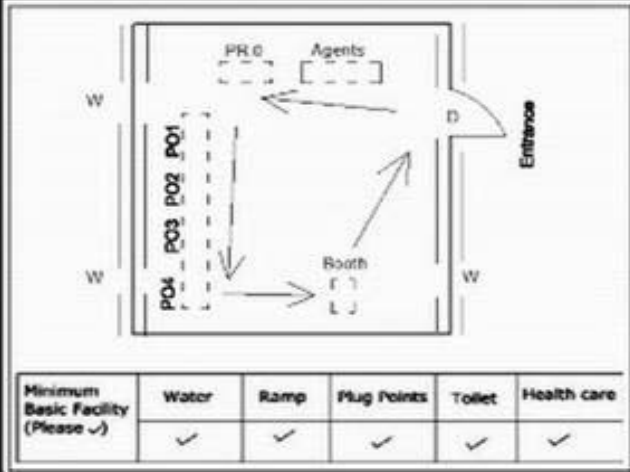 PR.0 Agents
W
D
Entrance
PO1
PO2
PO3
PO4
Booth
W
W
Minimum Basic Facility (Please ✓) Water Ramp Plug Points Toilet Health care
✓ ✓ ✓ ✓ ✓